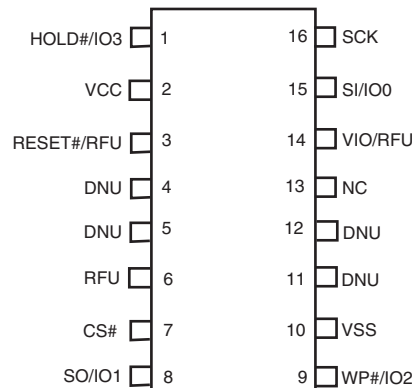 HOLD#/IO3 1 16 SCK
VCC 2 15 SI/IO0
RESET#/RFU 3 14 VIO/RFU
DNU 4 13 NC
DNU 5 12 DNU
RFU 6 11 DNU
CS# 7 10 VSS
SO/IO1 8 9 WP#/IO2